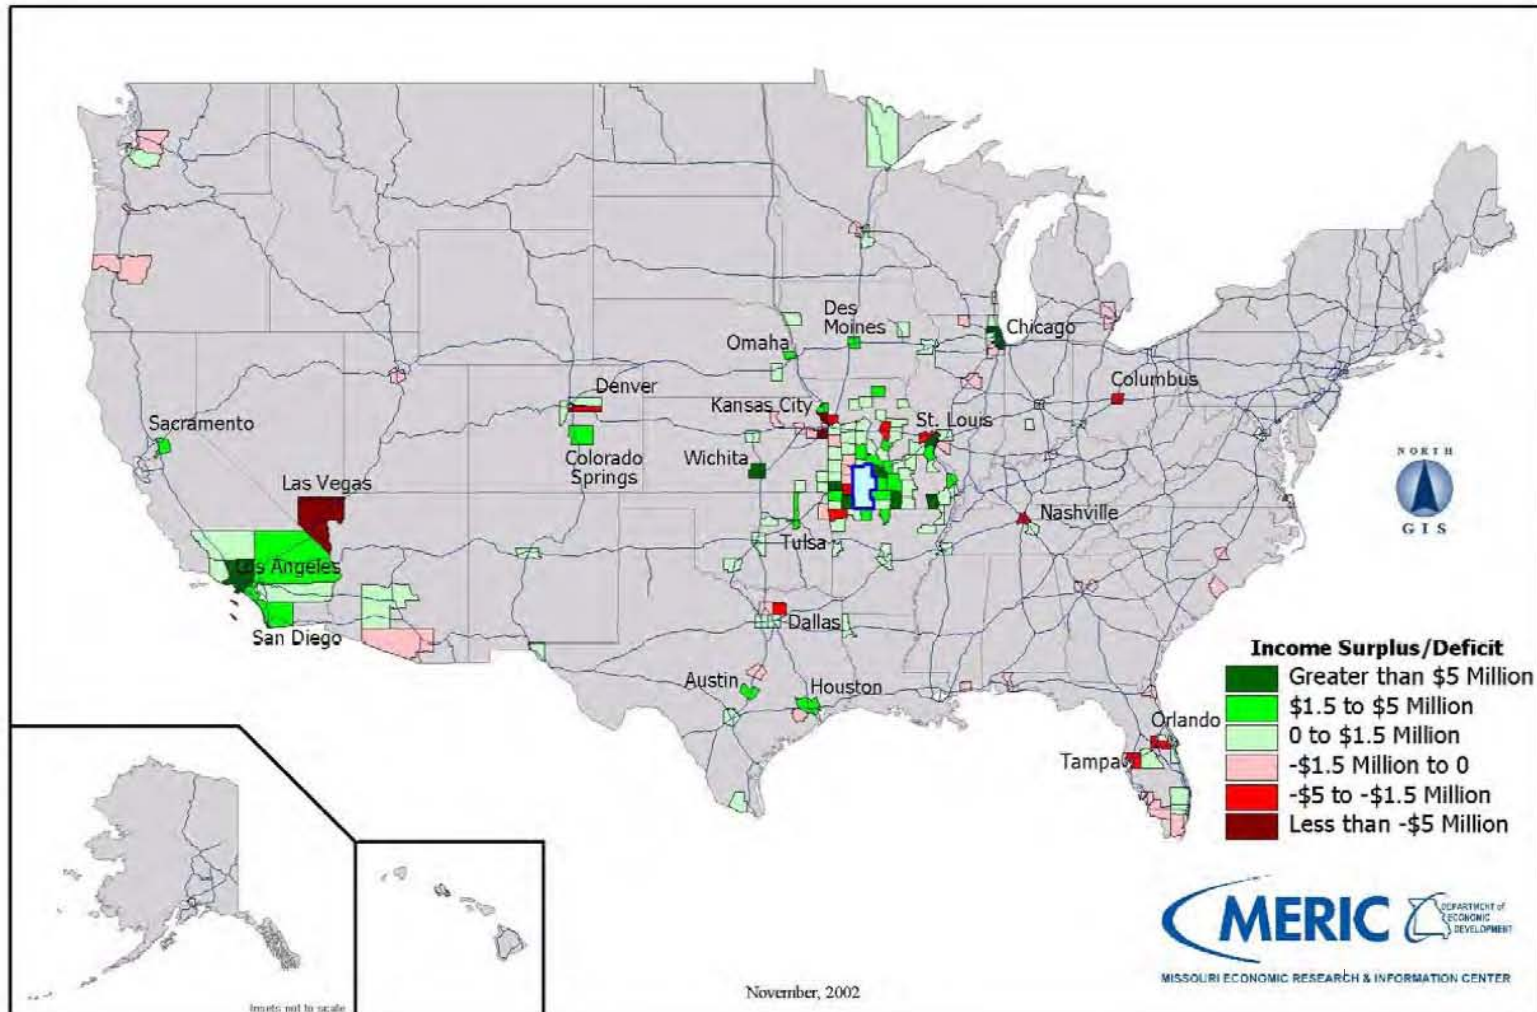 Des
Moines
Omaha
Chicago
Denver
Columbus
Kansas City
Sacramento
St. Louis
Colorado
Springs
Wichita
Las Vegas
NORTH
GIS
Nashville
Tulsa
Los Angeles
Dallas
San Diego
Austin
Houston
Orlando
Tampa
Income Surplus/Deficit
Greater than $5 Million
$1.5 to $5 Million
0 to $1.5 Million
-$1.5 Million to 0
-$5 to -$1.5 Million
Less than -$5 Million
MERIC
DEPARTMENT of
ECONOMIC
DEVELOPMENT
MISSOURI ECONOMIC RESEARCH & INFORMATION CENTER
November, 2002
Insets not to scale